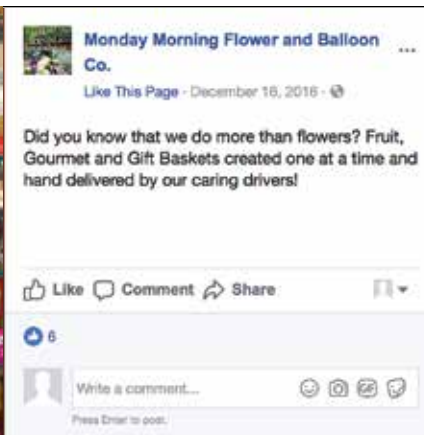 Monday Morning Flower and Balloon
Co.
Like This Page · December 16, 2016 ·
Did you know that we do more than flowers? Fruit,
Gourmet and Gift Baskets created one at a time and
hand delivered by our caring drivers!
Like Comment Share
6
Write a comment... GIF
Press Enter to post.